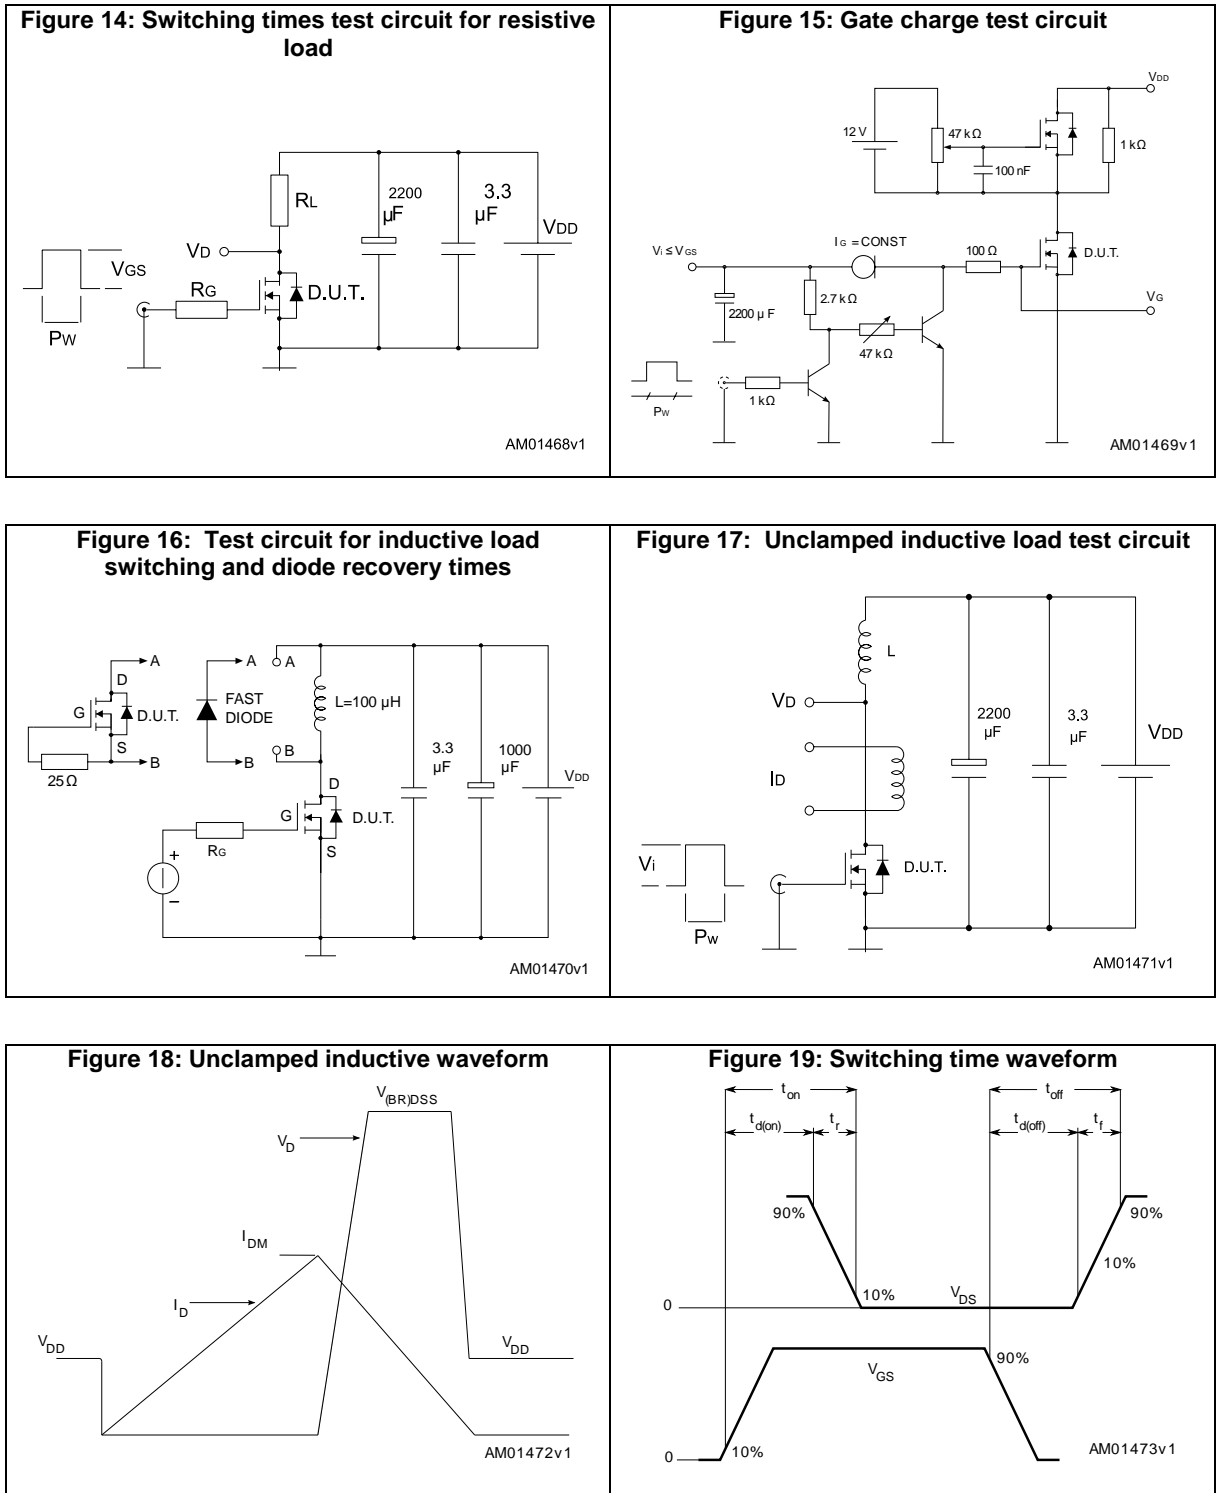 Figure 14: Switching times test circuit for resistive
load
RL
2200
µF
3.3
µF
VDD
VD
VGS
RG
D.U.T.
PW
AM01468v1
Figure 15: Gate charge test circuit
VDD
12 V
47 kΩ
1 kΩ
100 nF
Vi ≤ VGS
IG = CONST
100 Ω
D.U.T.
2.7 kΩ
VG
2200 µ F
47 kΩ
1 kΩ
PW
AM01469v1
Figure 16: Test circuit for inductive load
switching and diode recovery times
A
A
A
D
G
D.U.T.
FAST
DIODE
L=100 µH
S
B
B
B
25 Ω
3.3
µF
1000
µF
VDD
D
G
D.U.T.
RG
S
+
–
AM01470v1
Figure 17: Unclamped inductive load test circuit
L
VD
2200
µF
3.3
µF
VDD
ID
Vi
D.U.T.
PW
AM01471v1
Figure 18: Unclamped inductive waveform
V(BR)DSS
VD
IDM
ID
VDD
VDD
AM01472v1
Figure 19: Switching time waveform
ton
toff
td(on)
tr
td(off)
tf
90%
90%
10%
0
10%
VDS
90%
VGS
0
10%
AM01473v1